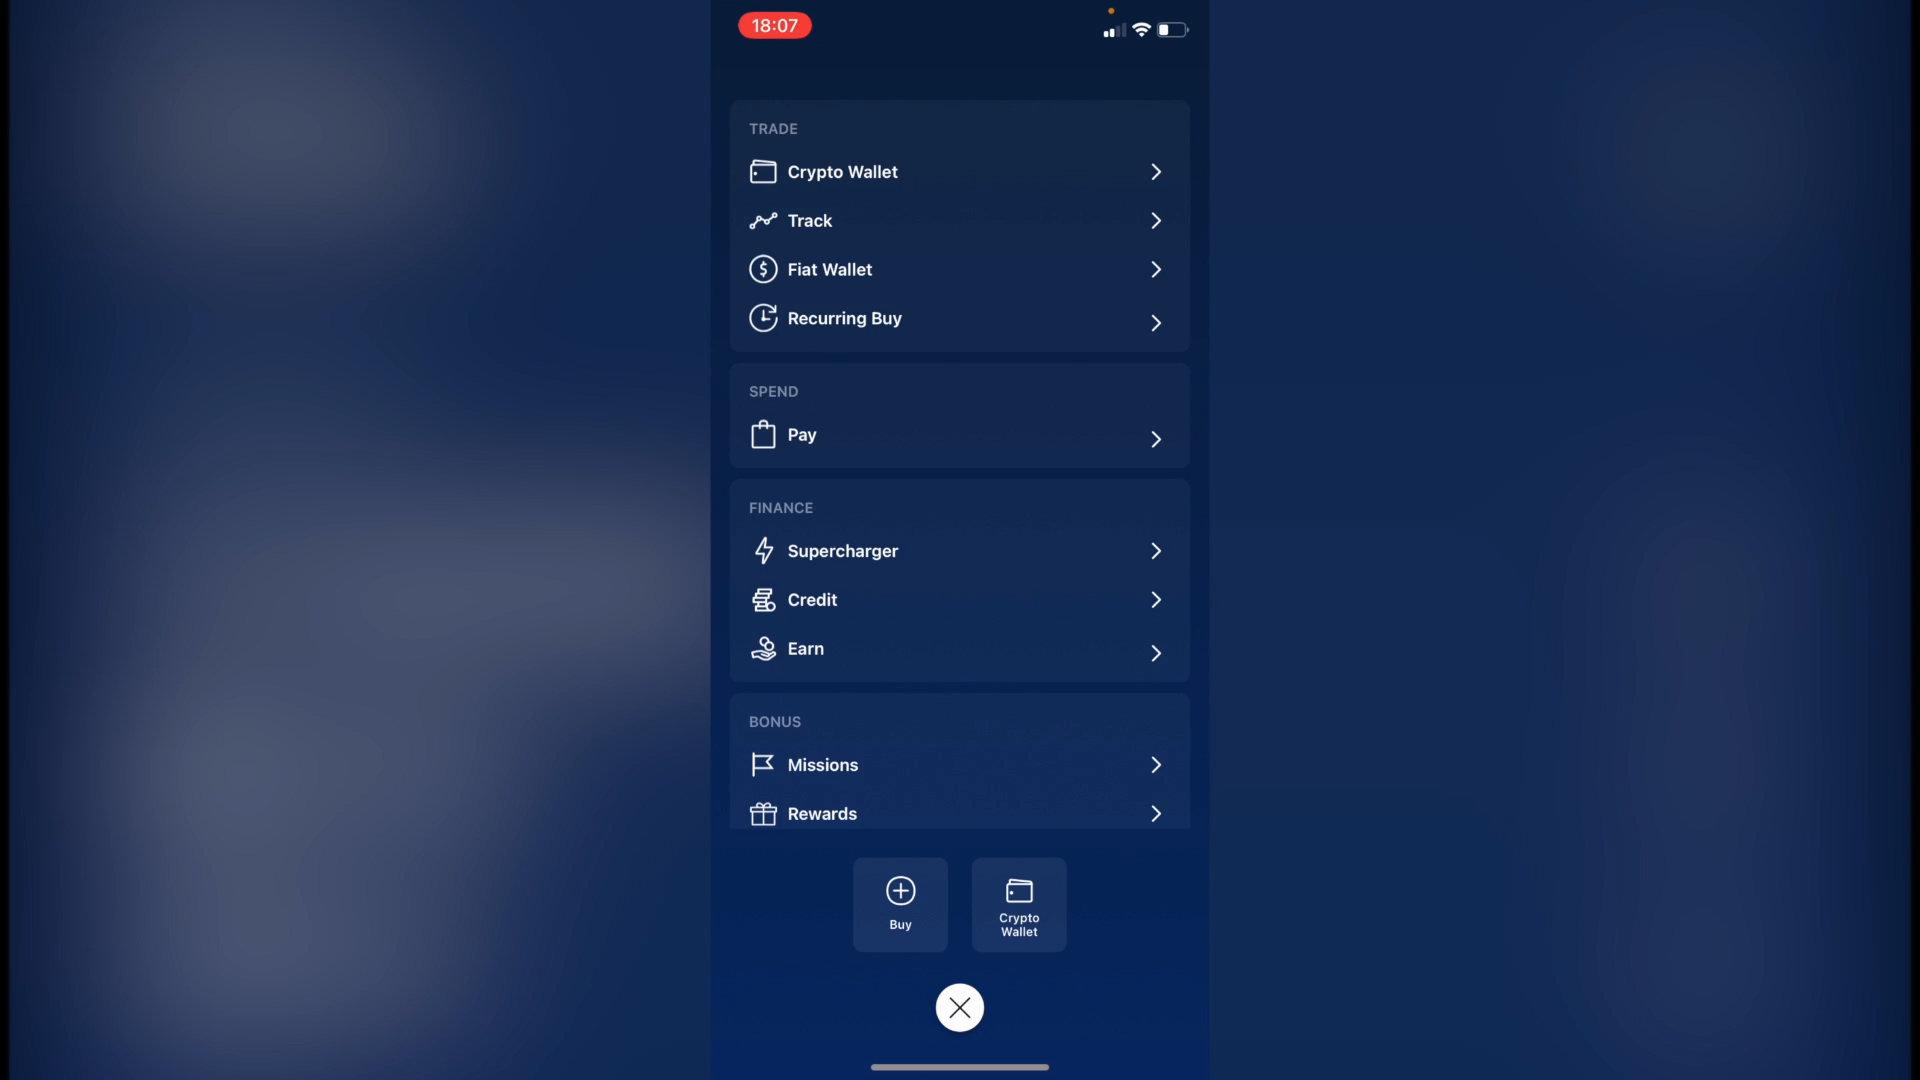 18:07
TRADE
Crypto Wallet
Track
Fiat Wallet
Recurring Buy
SPEND
Pay
FINANCE
Supercharger
Credit
Earn
BONUS
Missions
Rewards
Buy
Crypto
Wallet